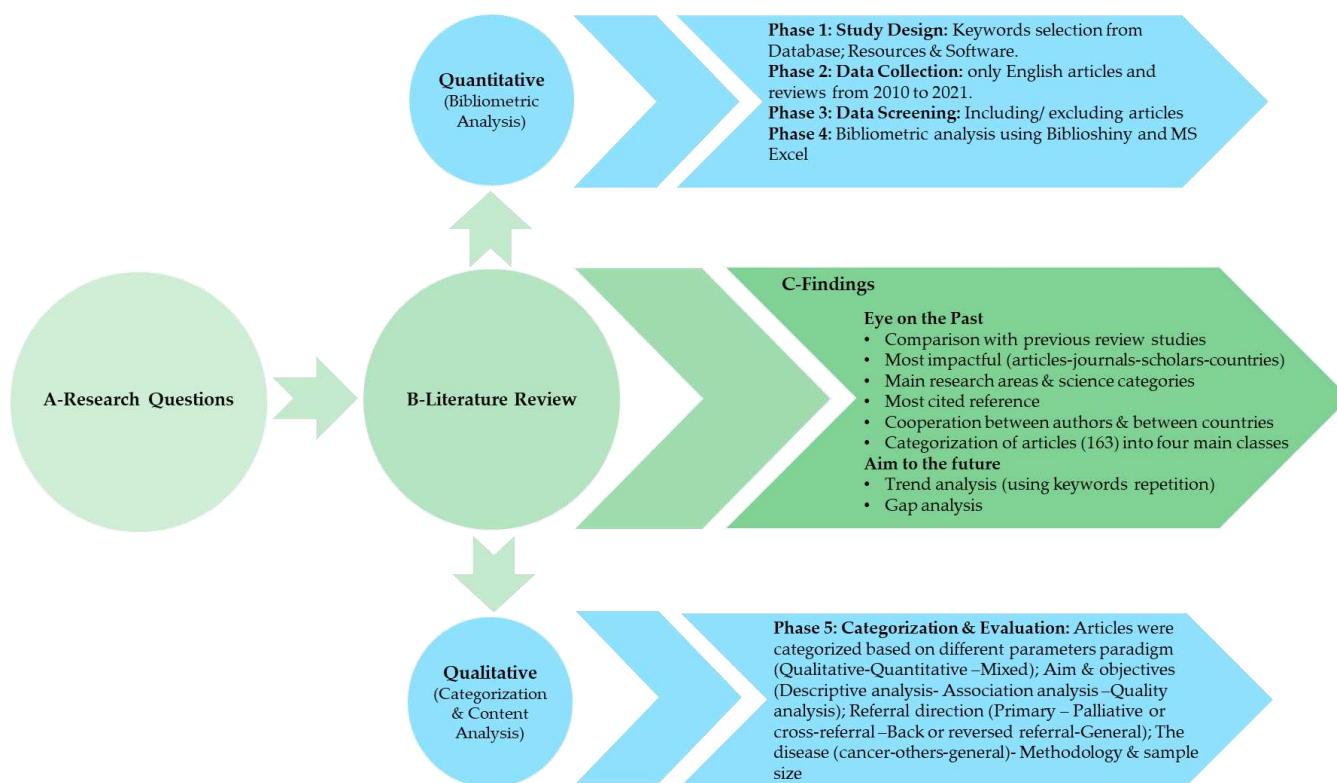 Quantitative
(Bibliometric
Analysis)
Phase 1: Study Design: Keywords selection from
Database; Resources & Software.
Phase 2: Data Collection: only English articles and
reviews from 2010 to 2021.
Phase 3: Data Screening: Including/ excluding articles
Phase 4: Bibliometric analysis using Biblioshiny and MS
Excel
A-Research Questions
B-Literature Review
C-Findings
Eye on the Past
• Comparison with previous review studies
• Most impactful (articles-journals-scholars-countries)
• Main research areas & science categories
• Most cited reference
• Cooperation between authors & between countries
• Categorization of articles (163) into four main classes
Aim to the future
• Trend analysis (using keywords repetition)
• Gap analysis
Qualitative
(Categorization
& Content
Analysis)
Phase 5: Categorization & Evaluation: Articles were
categorized based on different parameters paradigm
(Qualitative-Quantitative –Mixed); Aim & objectives
(Descriptive analysis- Association analysis –Quality
analysis); Referral direction (Primary – Palliative or
cross-referral –Back or reversed referral-General); The
disease (cancer-others-general)- Methodology & sample
size